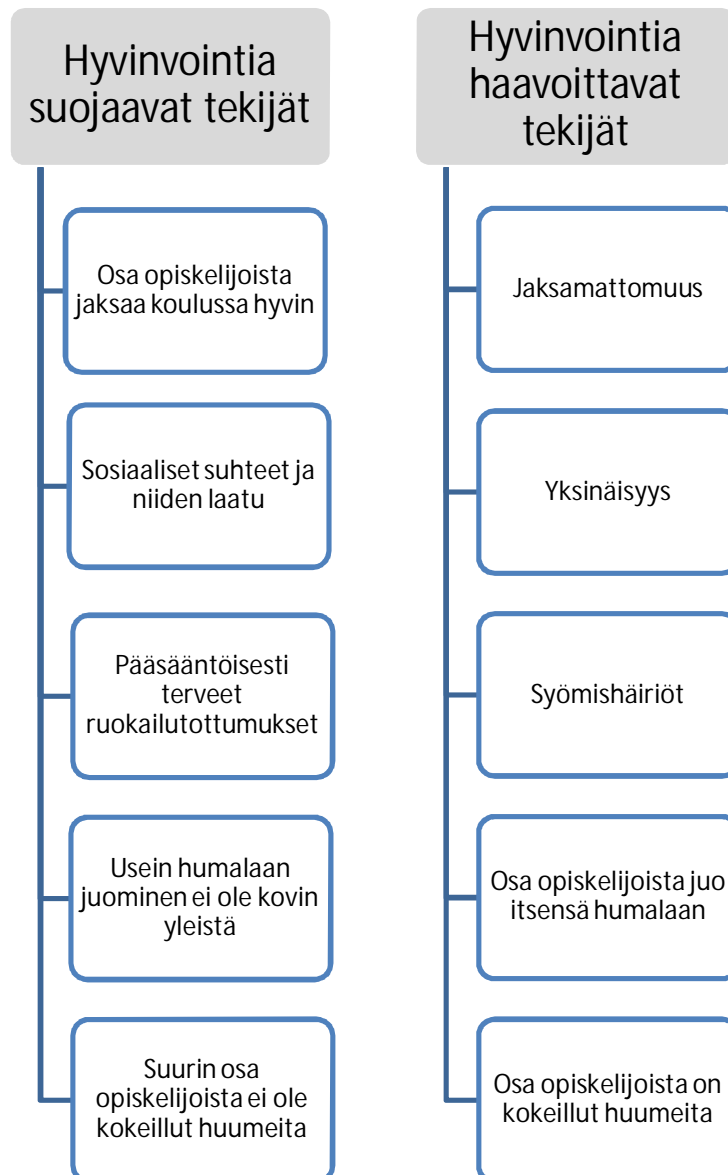 Hyvinvointia
suojaavat tekijät
Osa opiskelijoista
jaksaa koulussa hyvin
Sosiaaliset suhteet ja
niiden laatu
Pääsääntöisesti
terveet
ruokailutottumukset
Usein humalaan
juominen ei ole kovin
yleistä
Suurin osa
opiskelijoista ei ole
kokeillut huumeita
Hyvinvointia
haavoittavat
tekijät
Jaksamattomuus
Yksinäisyys
Syömishäiriöt
Osa opiskelijoista juo
itsensä humalaan
Osa opiskelijoista on
kokeillut huumeita